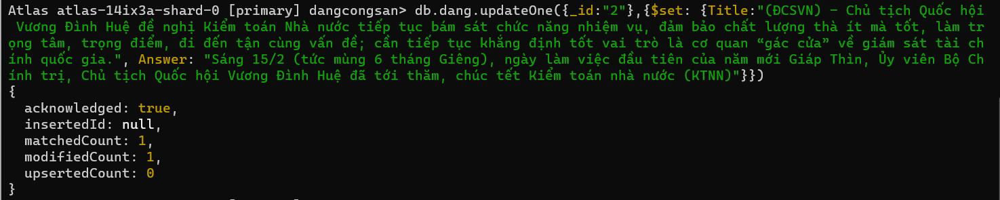 Atlas atlas-14ix3a-shard-0 [primary] dangcongsan> db.dang.updateOne({_id:"2"},{$set: {Title:"(ĐCSVN) - Chủ tịch Quốc hội
Vương Đình Huệ đề nghị Kiểm toán Nhà nước tiếp tục bám sát chức năng nhiệm vụ, đảm bảo chất lượng thà ít mà tốt, làm tr
ọng tâm, trọng điểm, đi đến tận cùng vấn đề; cần tiếp tục khẳng định tốt vai trò là cơ quan “gác cửa” về giám sát tài ch
ính quốc gia.", Answer: "Sáng 15/2 (tức mùng 6 tháng Giêng), ngày làm việc đầu tiên của năm mới Giáp Thìn, Ủy viên Bộ Ch
ính trị, Chủ tịch Quốc hội Vương Đình Huệ đã tới thăm, chúc tết Kiểm toán nhà nước (KTNN)"}})
{
  acknowledged: true,
  insertedId: null,
  matchedCount: 1,
  modifiedCount: 1,
  upsertedCount: 0
}